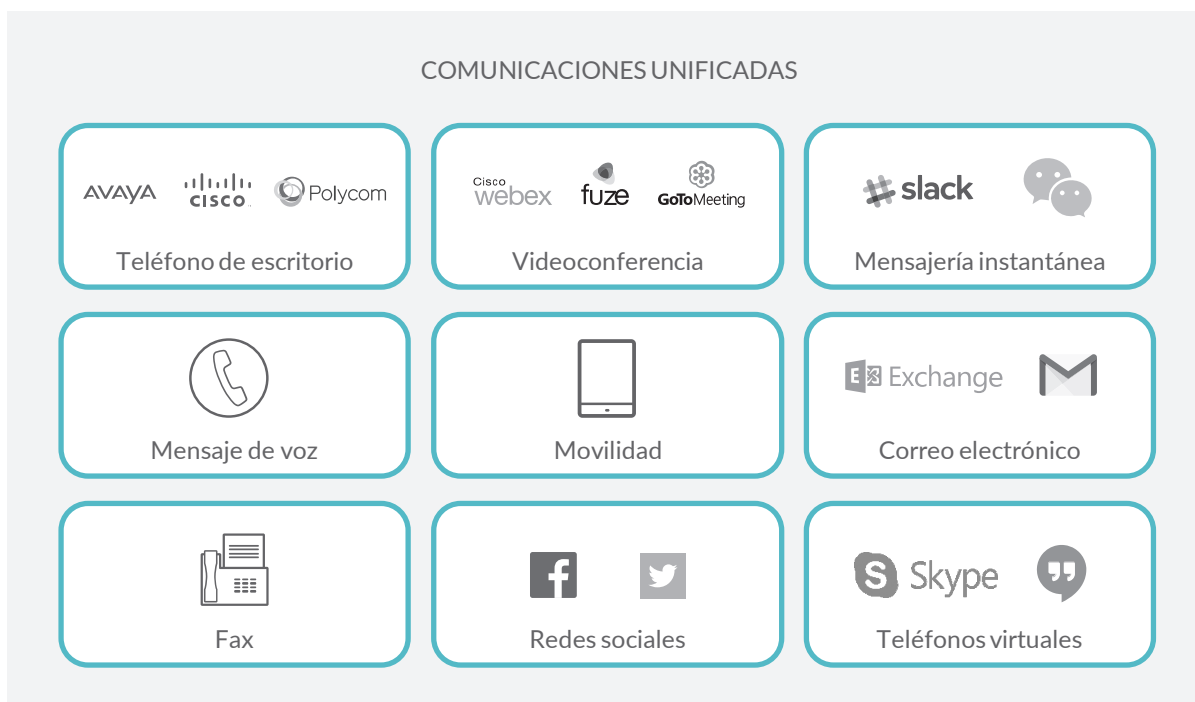 COMUNICACIONES UNIFICADAS
AVAYA
CISCO
Polycom
Teléfono de escritorio
Cisco
webex
fuze
GoToMeeting
Videoconferencia
slack
Mensajería instantánea
Mensaje de voz
Movilidad
E Exchange
Correo electrónico
Fax
f
Redes sociales
S Skype
Teléfonos virtuales